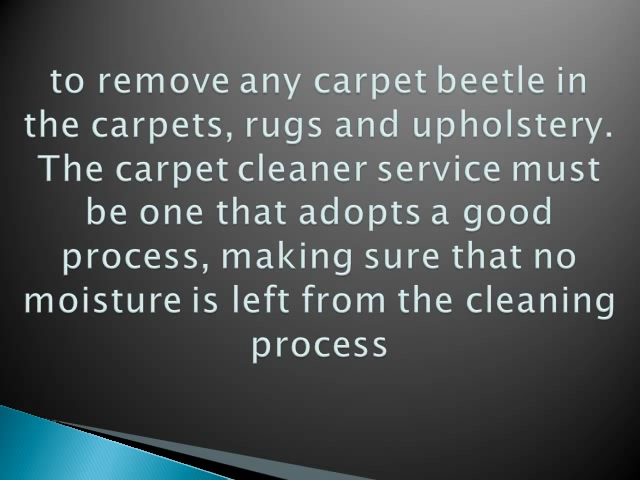 to remove any carpet beetle in
the carpets, rugs and upholstery.
The carpet cleaner service must
be one that adopts a good
process, making sure that no
moisture is left from the cleaning
process